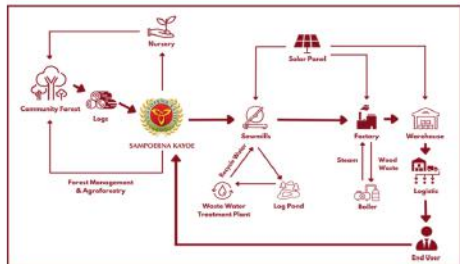 Nursery
Solar Panel
Community Forest
Logs
SAMPOERNA KAYOE
Sawmills
Factory
Warehouse
Recycle Water
Steam
Wood
Waste
Logistic
Forest Management
& Agroforestry
Waste Water
Treatment Plant
Log Pond
Boiler
End User